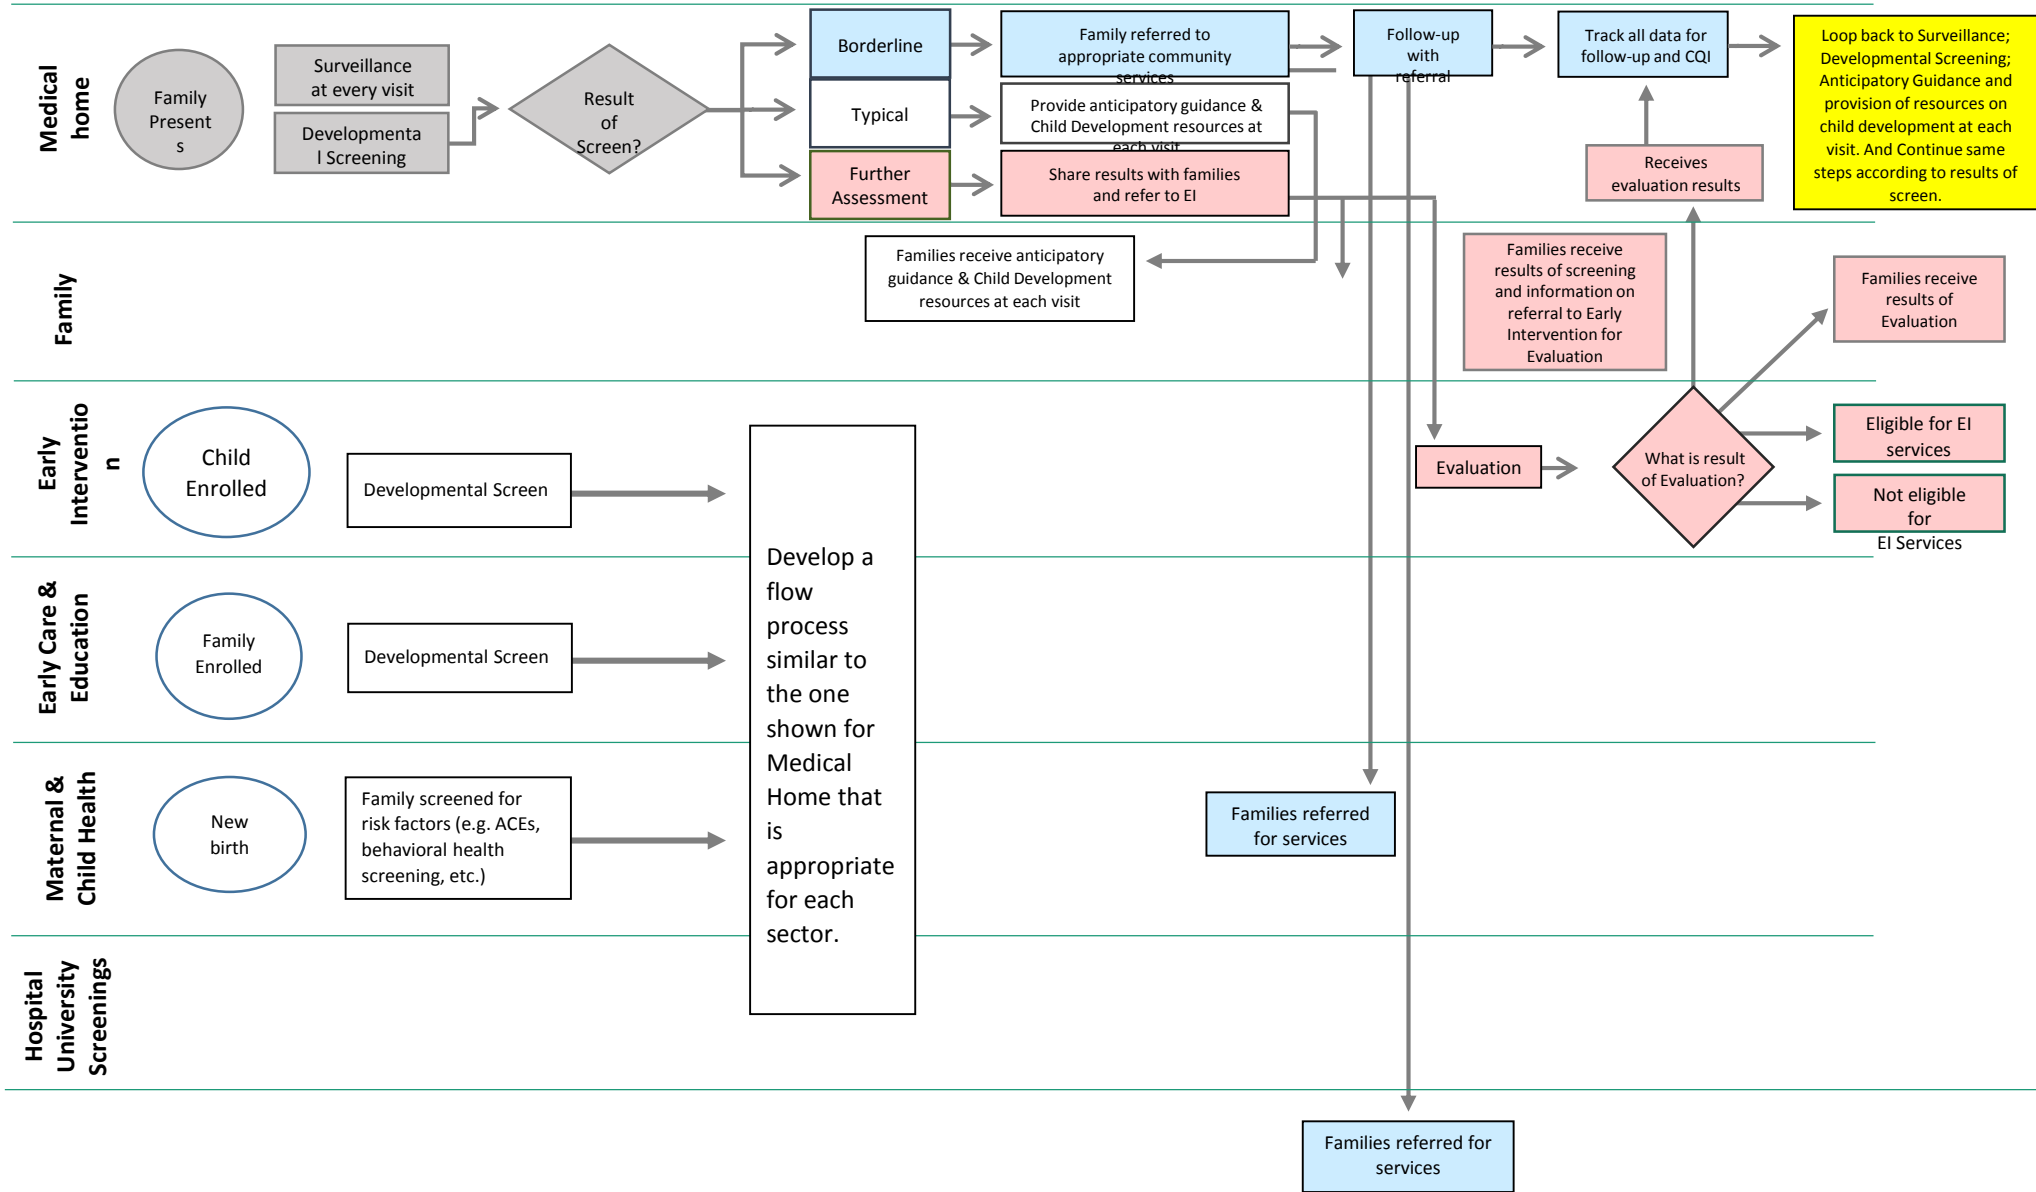 Medical
home
Family
Present
s
Surveillance
at every visit
Developmenta
l Screening
Result
of
Screen?
Borderline
Typical
Further
Assessment
Family referred to
appropriate community
services
Provide anticipatory guidance &
Child Development resources at
each visit
Share results with families
and refer to EI
Follow-up
with
referral
Track all data for
follow-up and CQI
Receives
evaluation results
Loop back to Surveillance;
Developmental Screening;
Anticipatory Guidance and
provision of resources on
child development at each
visit. And Continue same
steps according to results of
screen.
Family
Families receive anticipatory
guidance & Child Development
resources at each visit
Families receive
results of screening
and information on
referral to Early
Intervention for
Evaluation
Families receive
results of
Evaluation
Early
Interventio
n
Child
Enrolled
Developmental Screen
Develop a
flow
process
similar to
the one
shown for
Medical
Home that
is
appropriate
for each
sector.
Evaluation
What is result
of Evaluation?
Eligible for EI
services
Not eligible
for
EI Services
Early Care &
Education
Family
Enrolled
Developmental Screen
Maternal &
Child Health
New
birth
Family screened for
risk factors (e.g. ACEs,
behavioral health
screening, etc.)
Families referred
for services
Hospital
University
Screenings
Families referred for
services